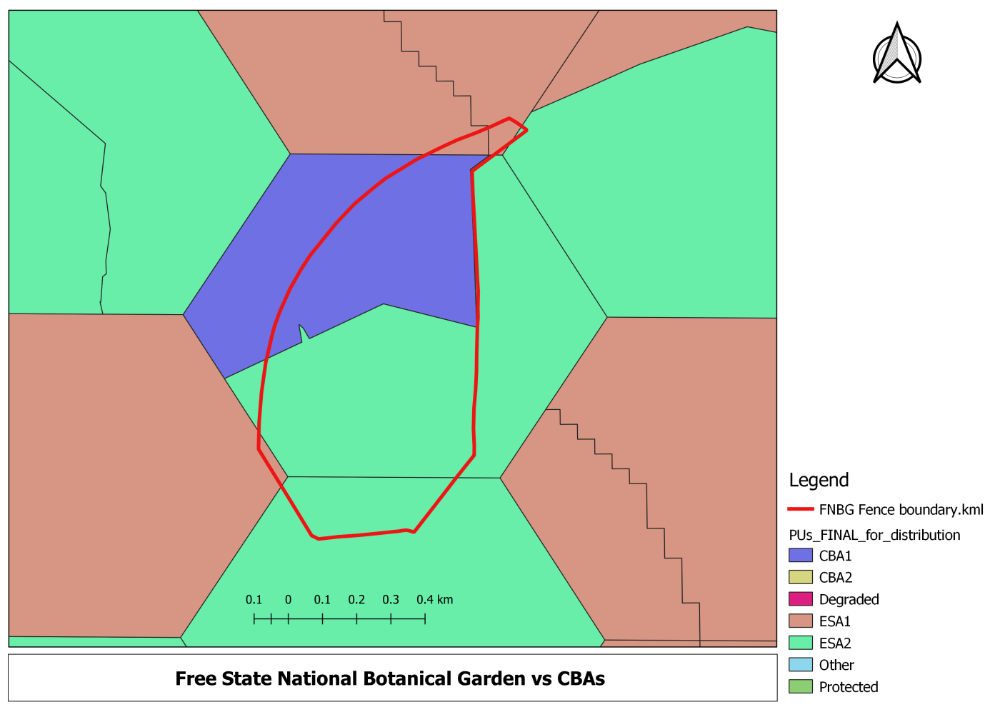 Legend
FNBG Fence boundary.kml
PUs_FINAL_for_distribution
CBA1
CBA2
Degraded
ESA1
ESA2
Other
Protected
0.1 0 0.1 0.2 0.3 0.4 km
Free State National Botanical Garden vs CBAs